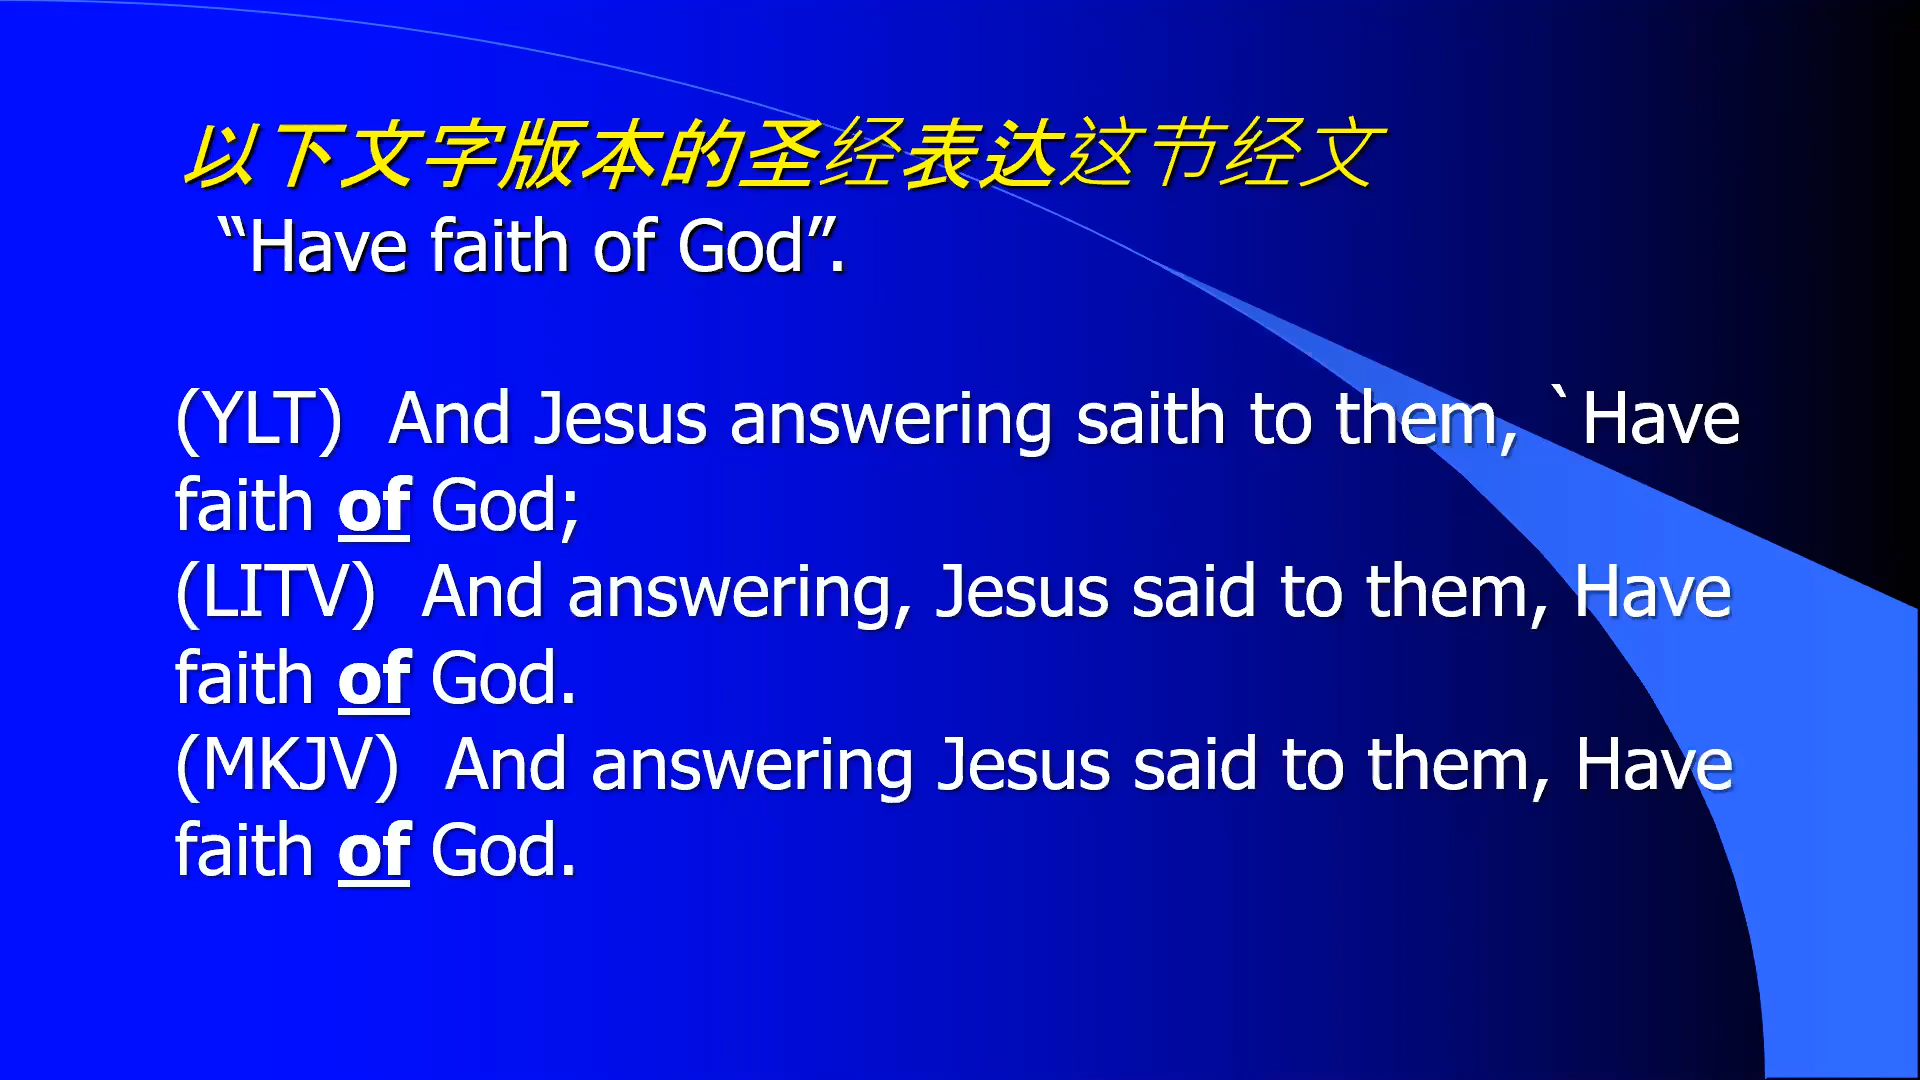 以下文字版本的圣经表达这节经文
“Have faith of God”.
(YLT)  And Jesus answering saith to them, `Have
faith of God;
(LITV)  And answering, Jesus said to them, Have
faith of God.
(MKJV)  And answering Jesus said to them, Have
faith of God.